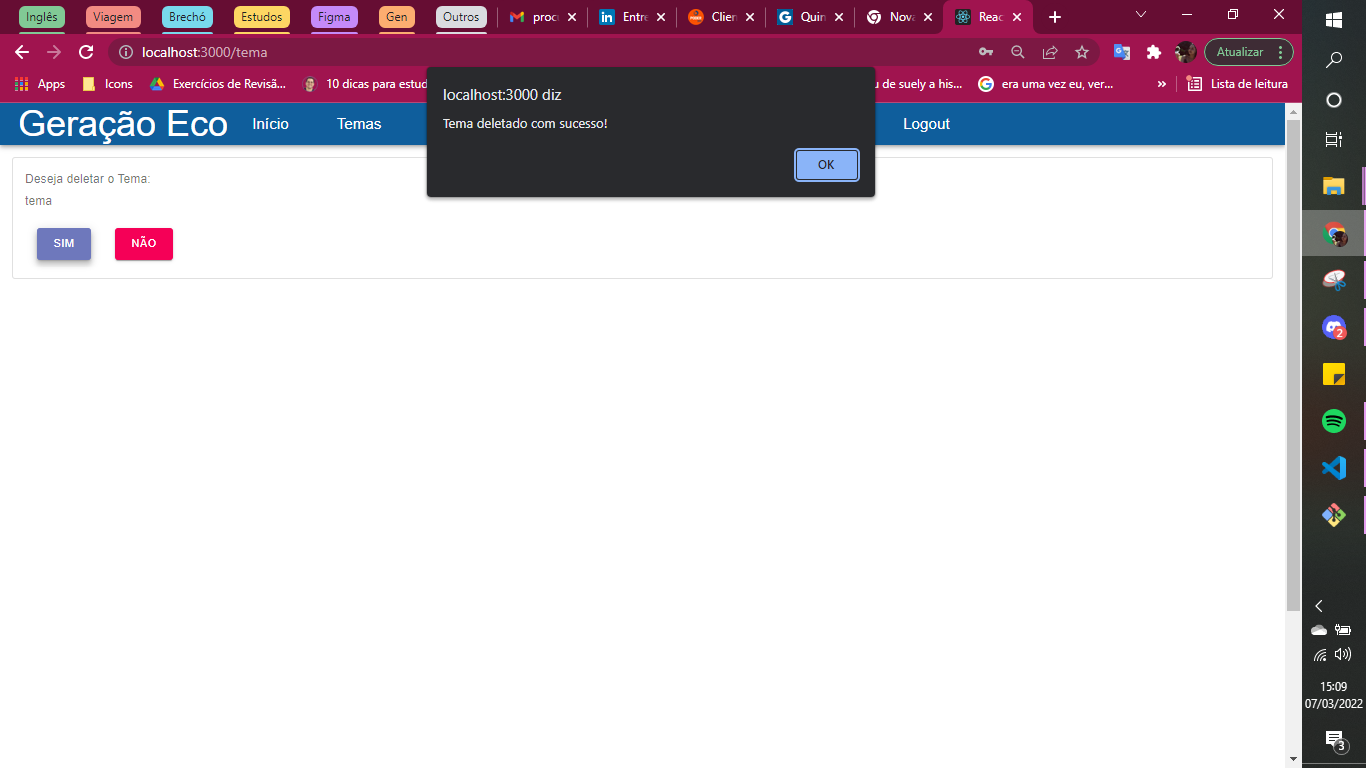 Inglês Viagem Brechó Estudos Figma Gen Outros procu Entre Clien Quin Nova Reac
localhost:3000/tema Atualizar
Apps Icons Exercícios de Revisã... 10 dicas para estud u de suely a his... era uma vez eu, ver... » Lista de leitura
localhost:3000 diz
Tema deletado com sucesso!
OK
Geração Eco Início Temas Logout
Deseja deletar o Tema:
tema
SIM NÃO
2
15:09
07/03/2022
3